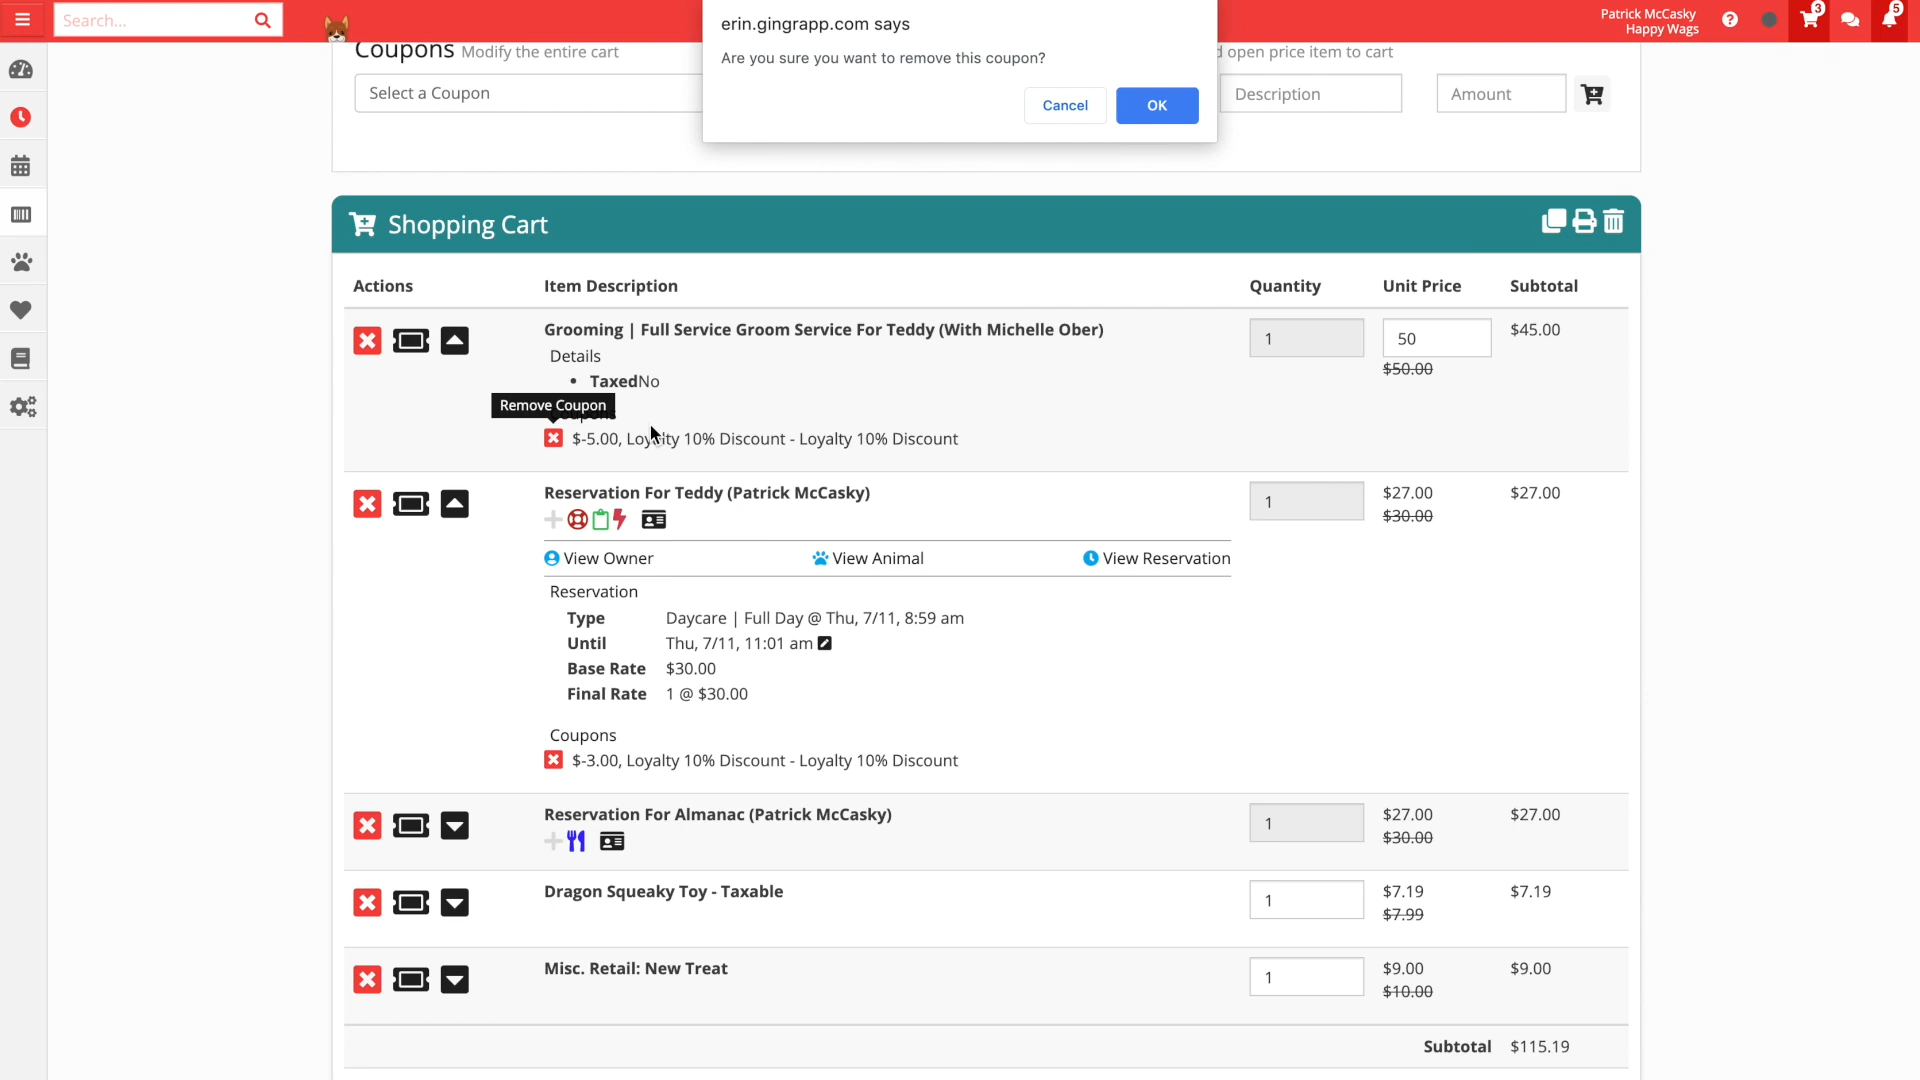 Search...
erin.gingrapp.com says
Are you sure you want to remove this coupon?
Cancel
OK
Patrick McCasky
Happy Wags
3
5
Coupons Modify the entire cart
d open price item to cart
Select a Coupon
Description
Amount
Shopping Cart
Actions Item Description Quantity Unit Price Subtotal
Grooming | Full Service Groom Service For Teddy (With Michelle Ober) 1 50 $45.00
$50.00
Details
• TaxedNo
Remove Coupon
Coupons
$-5.00, Loyalty 10% Discount - Loyalty 10% Discount
Reservation For Teddy (Patrick McCasky) 1 $27.00 $27.00
$30.00
View Owner View Animal View Reservation
Reservation
Type Daycare | Full Day @ Thu, 7/11, 8:59 am
Until Thu, 7/11, 11:01 am
Base Rate $30.00
Final Rate 1 @ $30.00
Coupons
$-3.00, Loyalty 10% Discount - Loyalty 10% Discount
Reservation For Almanac (Patrick McCasky) 1 $27.00 $27.00
$30.00
Dragon Squeaky Toy - Taxable 1 $7.19 $7.19
$7.99
Misc. Retail: New Treat 1 $9.00 $9.00
$10.00
Subtotal $115.19